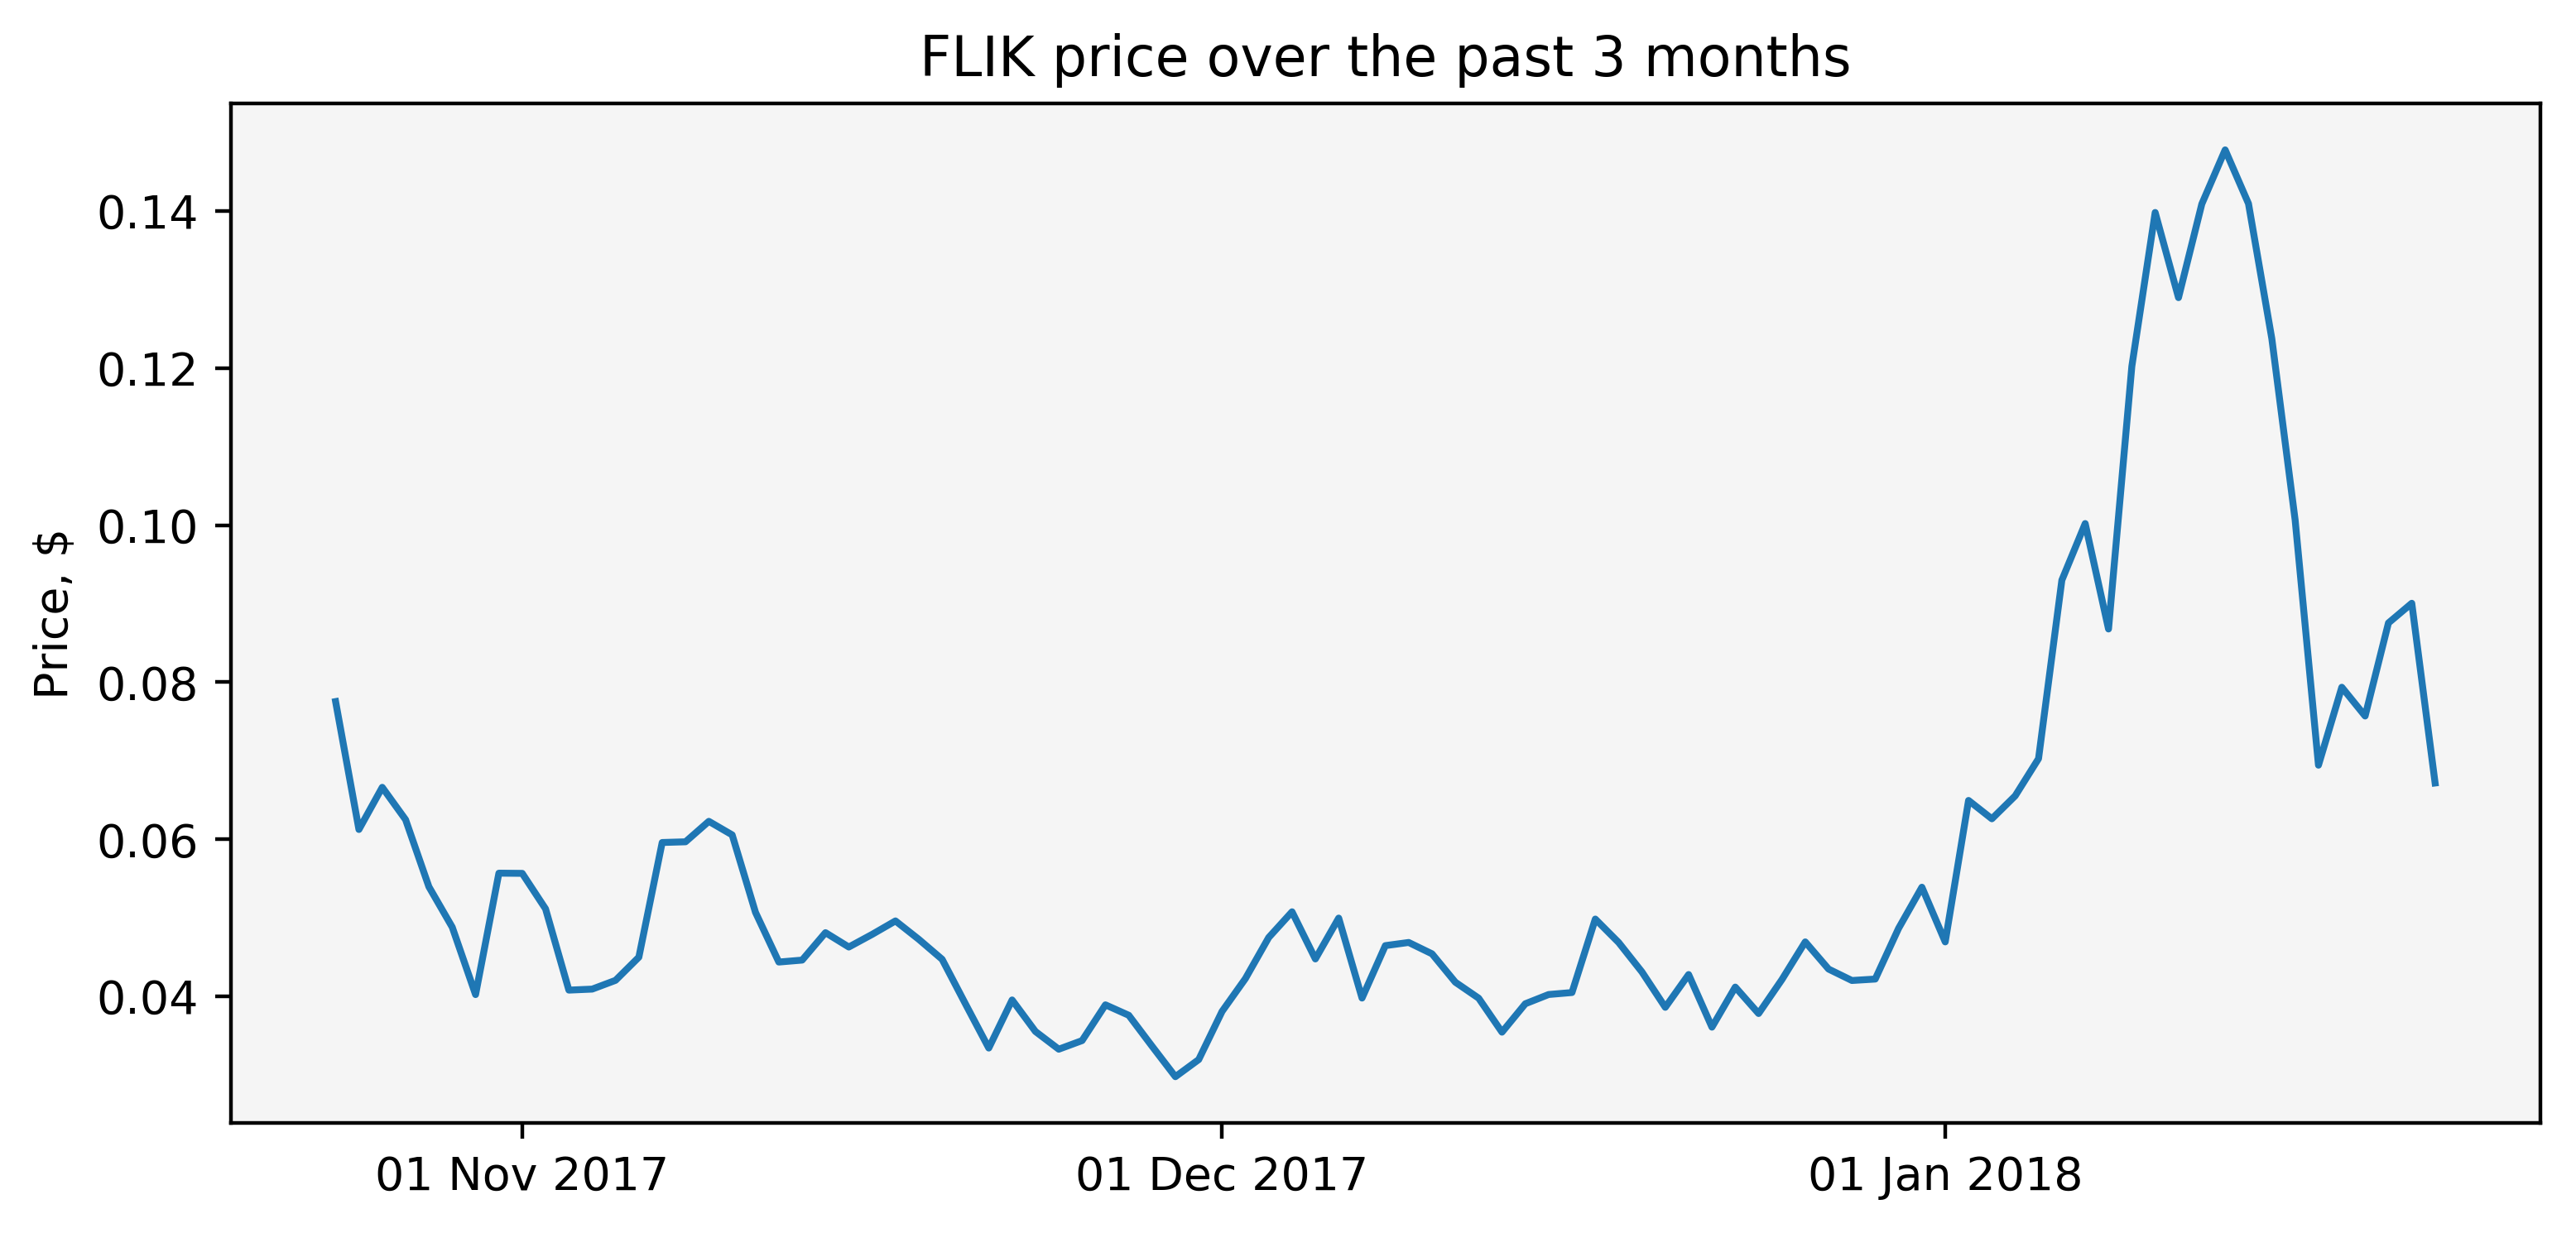 FLIK price over the past 3 months
Price, $
0.14
0.12
0.10
0.08
0.06
0.04
01 Nov 2017
01 Dec 2017
01 Jan 2018